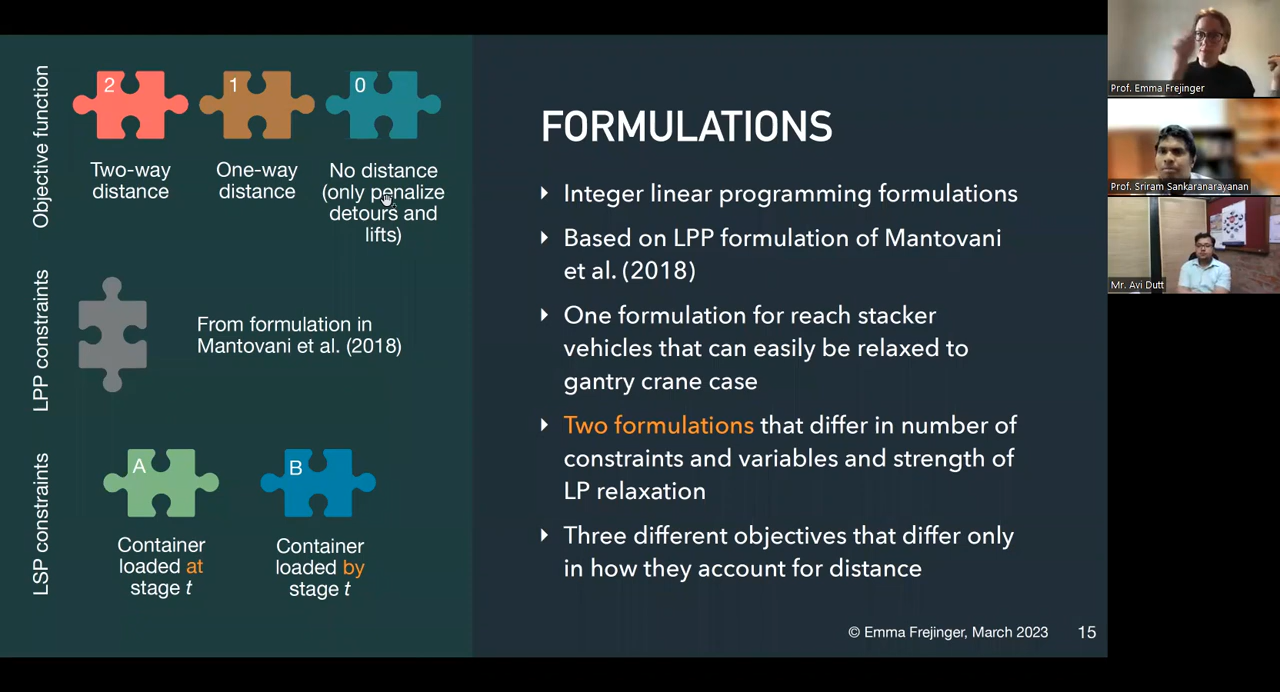 Objective function
2
1
0
Two-way
distance
One-way
distance
No distance
(only penalize
detours and
lifts)
LPP constraints
From formulation in
Mantovani et al. (2018)
LSP constraints
A
B
Container
loaded at
stage t
Container
loaded by
stage t
FORMULATIONS
Integer linear programming formulations
Based on LPP formulation of Mantovani
et al. (2018)
One formulation for reach stacker
vehicles that can easily be relaxed to
gantry crane case
Two formulations that differ in number of
constraints and variables and strength of
LP relaxation
Three different objectives that differ only
in how they account for distance
© Emma Frejinger, March 2023
15
Prof. Emma Frejinger
Prof. Sriram Sankaranarayanan
Mr. Avi Dutt